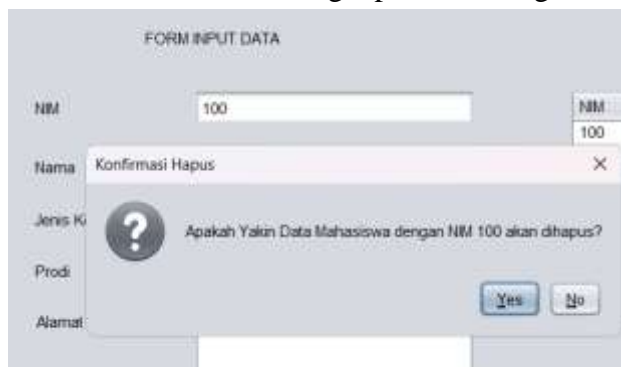 FORM INPUT DATA
NIM
100
NIM
100
Nama
Konfirmasi Hapus
Jenis K
Apakah Yakin Data Mahasiswa dengan NIM 100 akan dihapus?
Prodi
Yes
No
Alamat